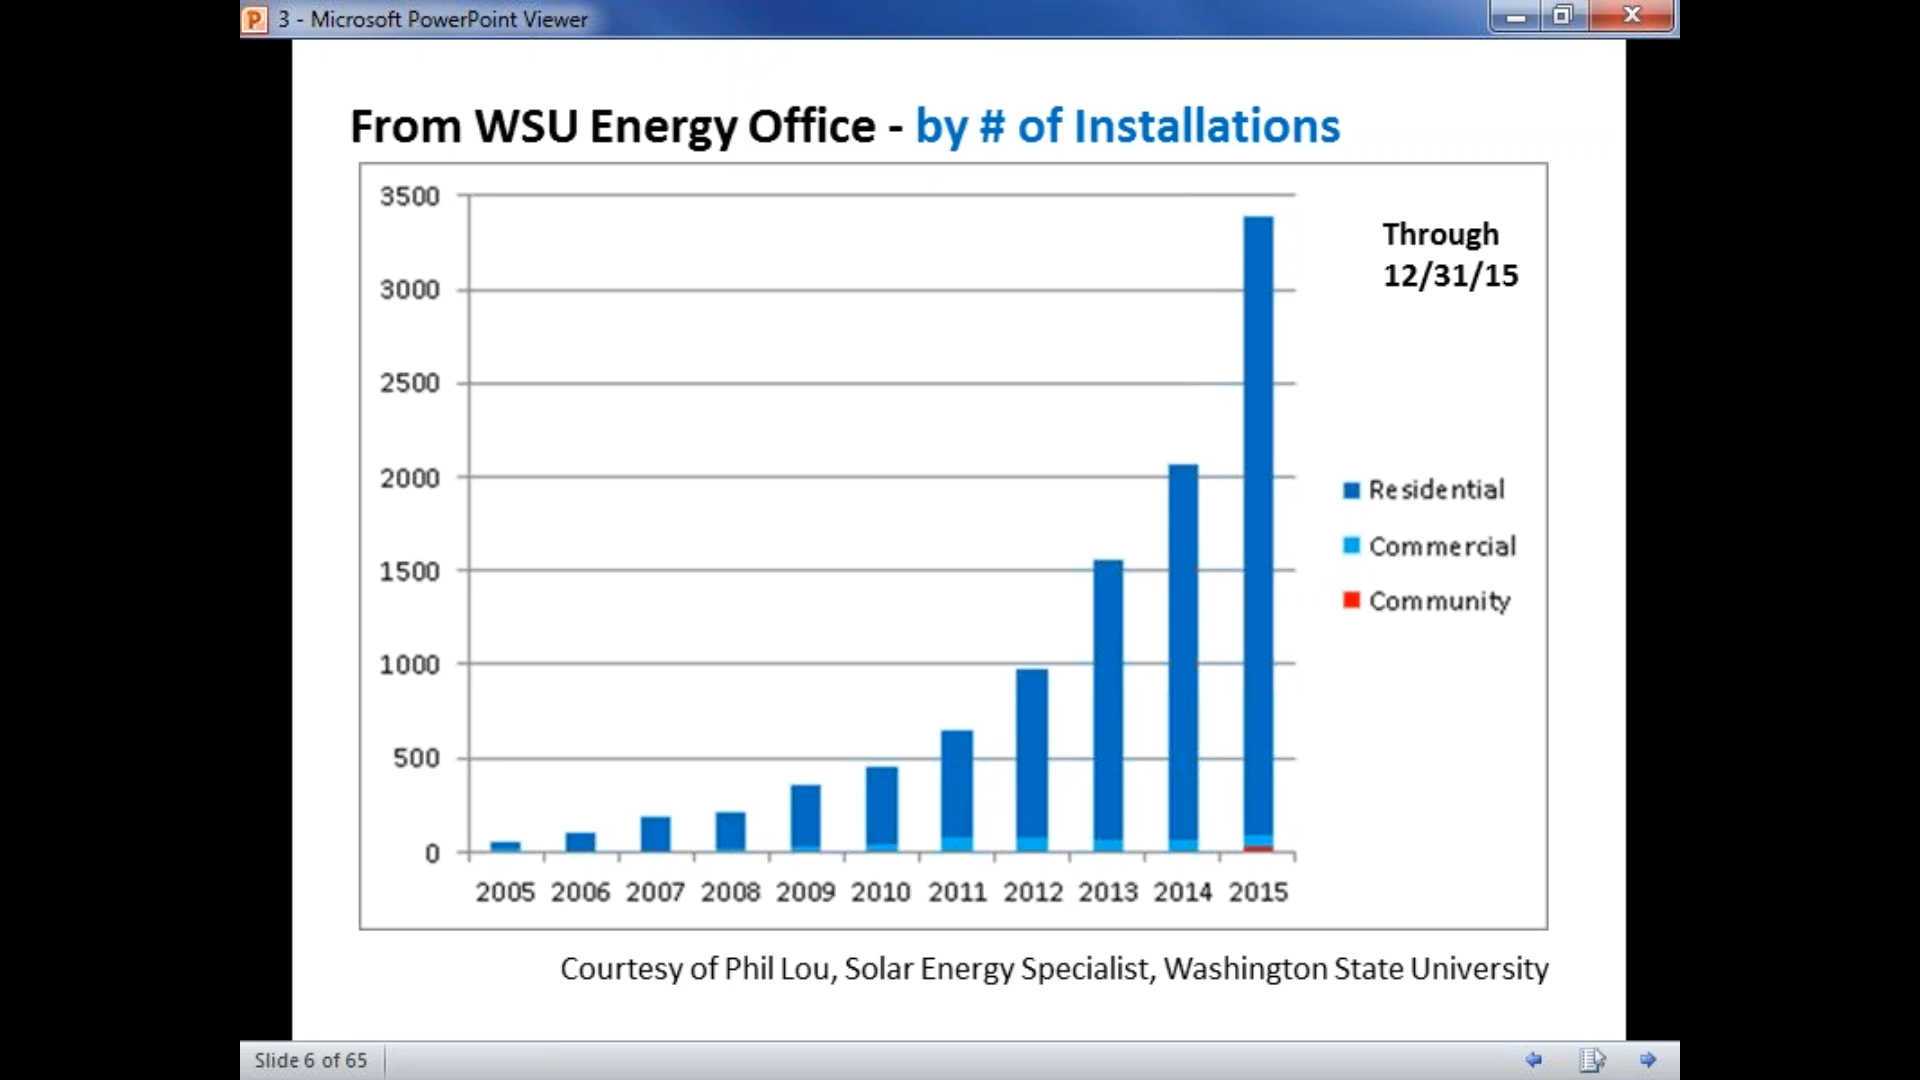 3 - Microsoft PowerPoint Viewer
From WSU Energy Office - by # of Installations
3500
3000
2500
2000
1500
1000
500
0
2005 2006 2007 2008 2009 2010 2011 2012 2013 2014 2015
Through
12/31/15
Residential
Commercial
Community
Courtesy of Phil Lou, Solar Energy Specialist, Washington State University
Slide 6 of 65